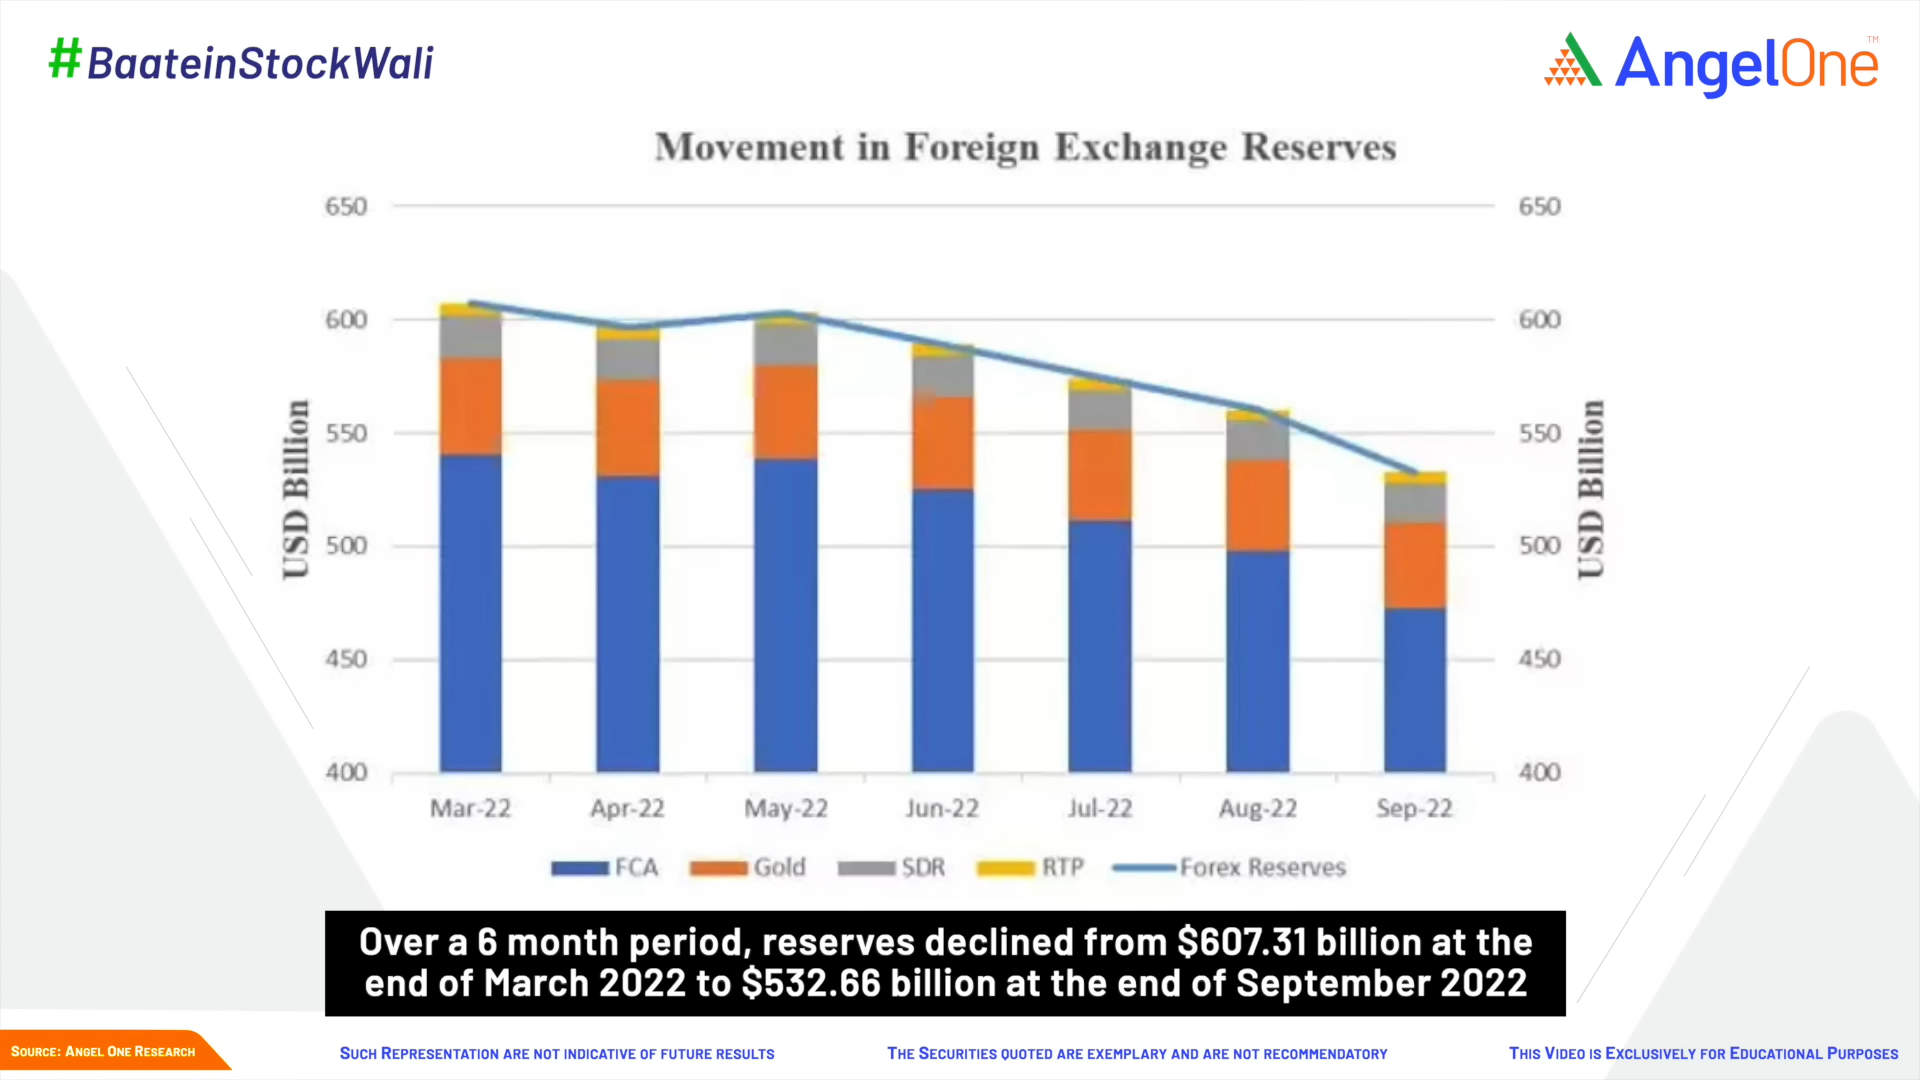 #BaateinStockWali
AngelOne™
Movement in Foreign Exchange Reserves
650
600
550
500
450
400
USD Billion
650
600
550
500
450
400
USD Billion
Mar-22 Apr-22 May-22 Jun-22 Jul-22 Aug-22 Sep-22
FCA Gold SDR RTP Forex Reserves
Over a 6 month period, reserves declined from $607.31 billion at the
end of March 2022 to $532.66 billion at the end of September 2022
SOURCE: ANGEL ONE RESEARCH
SUCH REPRESENTATION ARE NOT INDICATIVE OF FUTURE RESULTS
THE SECURITIES QUOTED ARE EXEMPLARY AND ARE NOT RECOMMENDATORY
THIS VIDEO IS EXCLUSIVELY FOR EDUCATIONAL PURPOSES